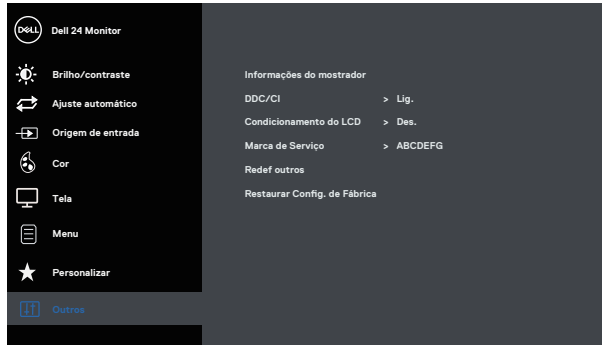 DELL Dell 24 Monitor
Brilho/contraste
Ajuste automático
Origem de entrada
Cor
Tela
Menu
Personalizar
Outros
Informações do mostrador
DDC/CI > Lig.
Condicionamento do LCD > Des.
Marca de Serviço > ABCDEFG
Redef outros
Restaurar Config. de Fábrica